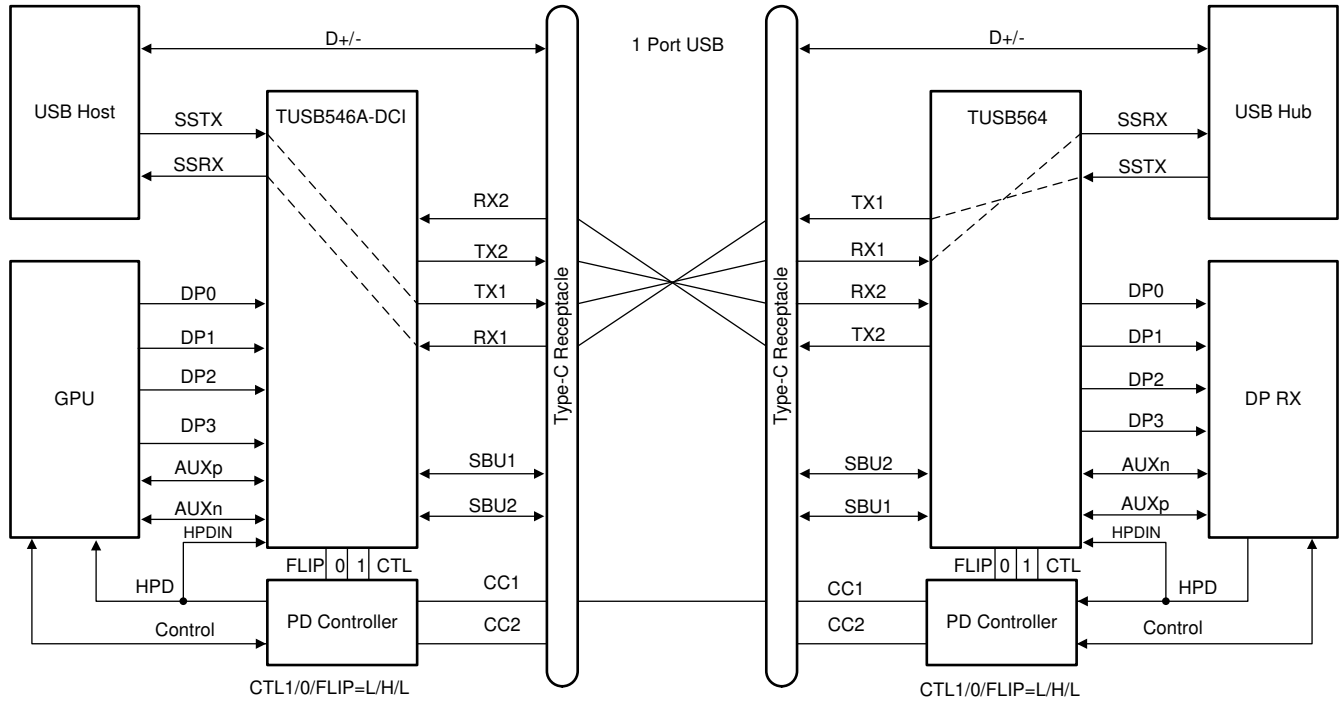 D+/-
1 Port USB
D+/-
USB Host
TUSB546A-DCI
TUSB564
USB Hub
SSTX
SSRX
SSRX
SSTX
RX2
TX1
TX2
RX1
TX1
RX2
RX1
TX2
Type-C Receptacle
Type-C Receptacle
GPU
DP0
DP1
DP2
DP3
AUXp
AUXn
HPDIN
DP RX
DP0
DP1
DP2
DP3
AUXn
AUXp
HPDIN
SBU1
SBU2
SBU2
SBU1
FLIP 0 1 CTL
FLIP 0 1 CTL
HPD
CC1
CC1
HPD
Control
PD Controller
CC2
CC2
PD Controller
Control
CTL1/0/FLIP=L/H/L
CTL1/0/FLIP=L/H/L